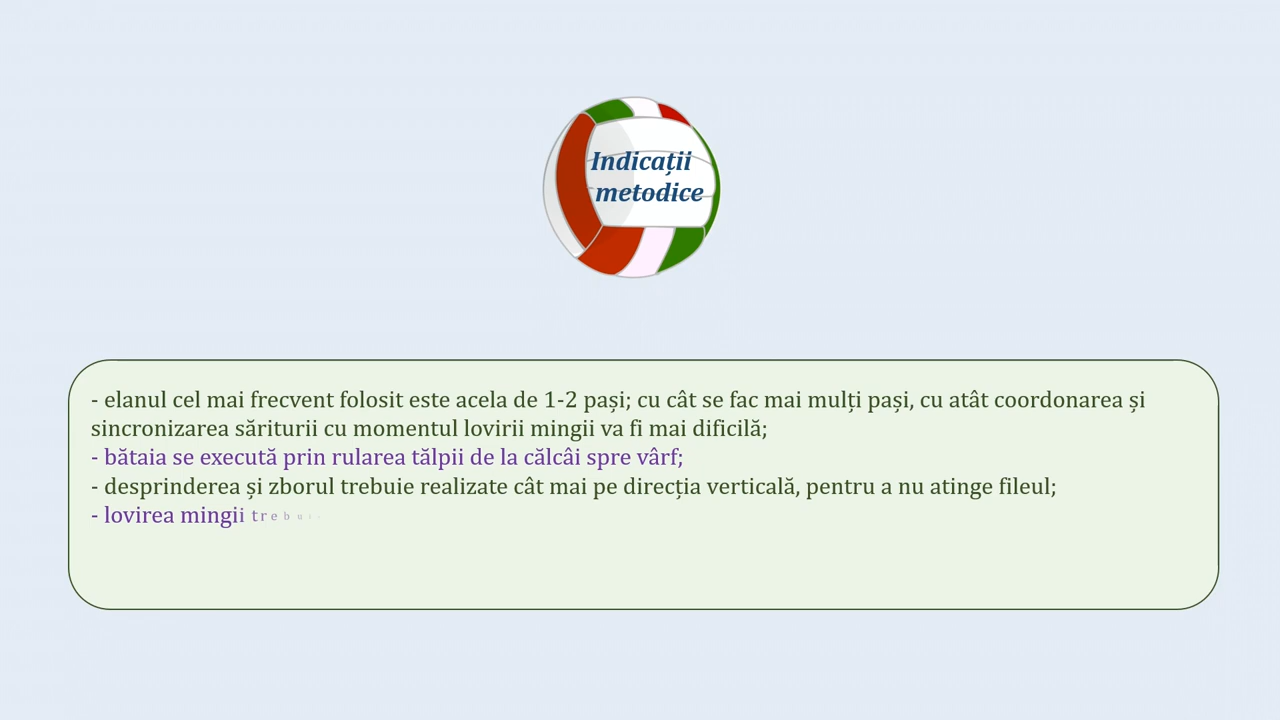 Indicații
metodice
- elanul cel mai frecvent folosit este acela de 1-2 pași; cu cât se fac mai mulți pași, cu atât coordonarea și
sincronizarea săriturii cu momentul lovirii mingii va fi mai dificilă;
- bătaia se execută prin rularea tălpii de la călcâi spre vârf;
- desprinderea și zborul trebuie realizate cât mai pe direcția verticală, pentru a nu atinge fileul;
- lovirea mingii